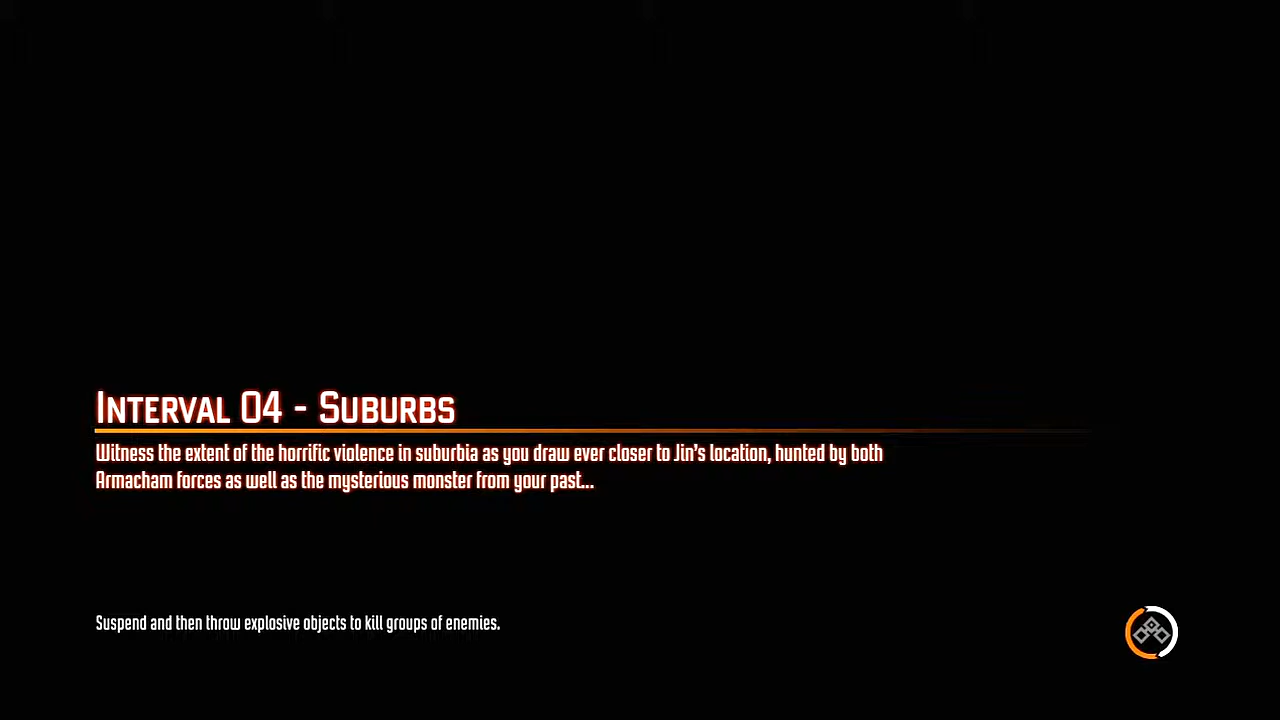 Interval 04 - Suburbs
Witness the extent of the horrific violence in suburbia as you draw ever closer to Jin's location, hunted by both
Armacham forces as well as the mysterious monster from your past...
Suspend and then throw explosive objects to kill groups of enemies.